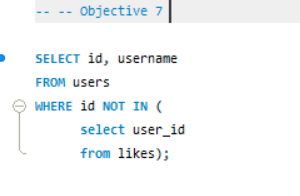 -- -- Objective 7
SELECT id, username
FROM users
WHERE id NOT IN (
select user_id
from likes);